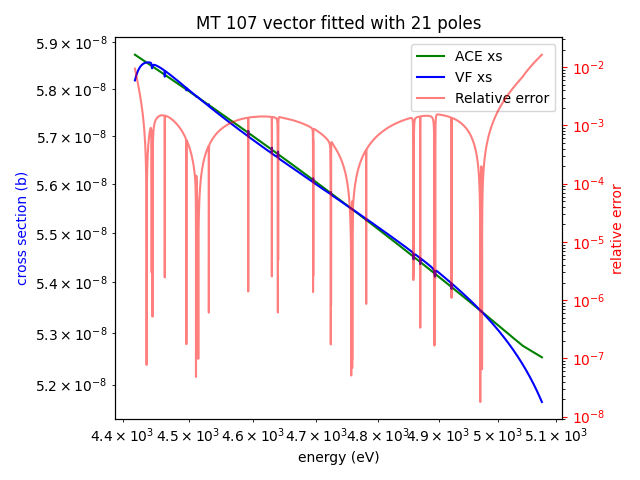 MT 107 vector fitted with 21 poles
ACE xs
VF xs
Relative error
5.9 × 10⁻⁸
5.8 × 10⁻⁸
5.7 × 10⁻⁸
5.6 × 10⁻⁸
5.5 × 10⁻⁸
5.4 × 10⁻⁸
5.3 × 10⁻⁸
5.2 × 10⁻⁸
cross section (b)
10⁻²
10⁻³
10⁻⁴
10⁻⁵
10⁻⁶
10⁻⁷
10⁻⁸
relative error
4.4 × 10³ 4.5 × 10³ 4.6 × 10³ 4.7 × 10³ 4.8 × 10³ 4.9 × 10³ 5 × 10³ 5.1 × 10³
energy (eV)